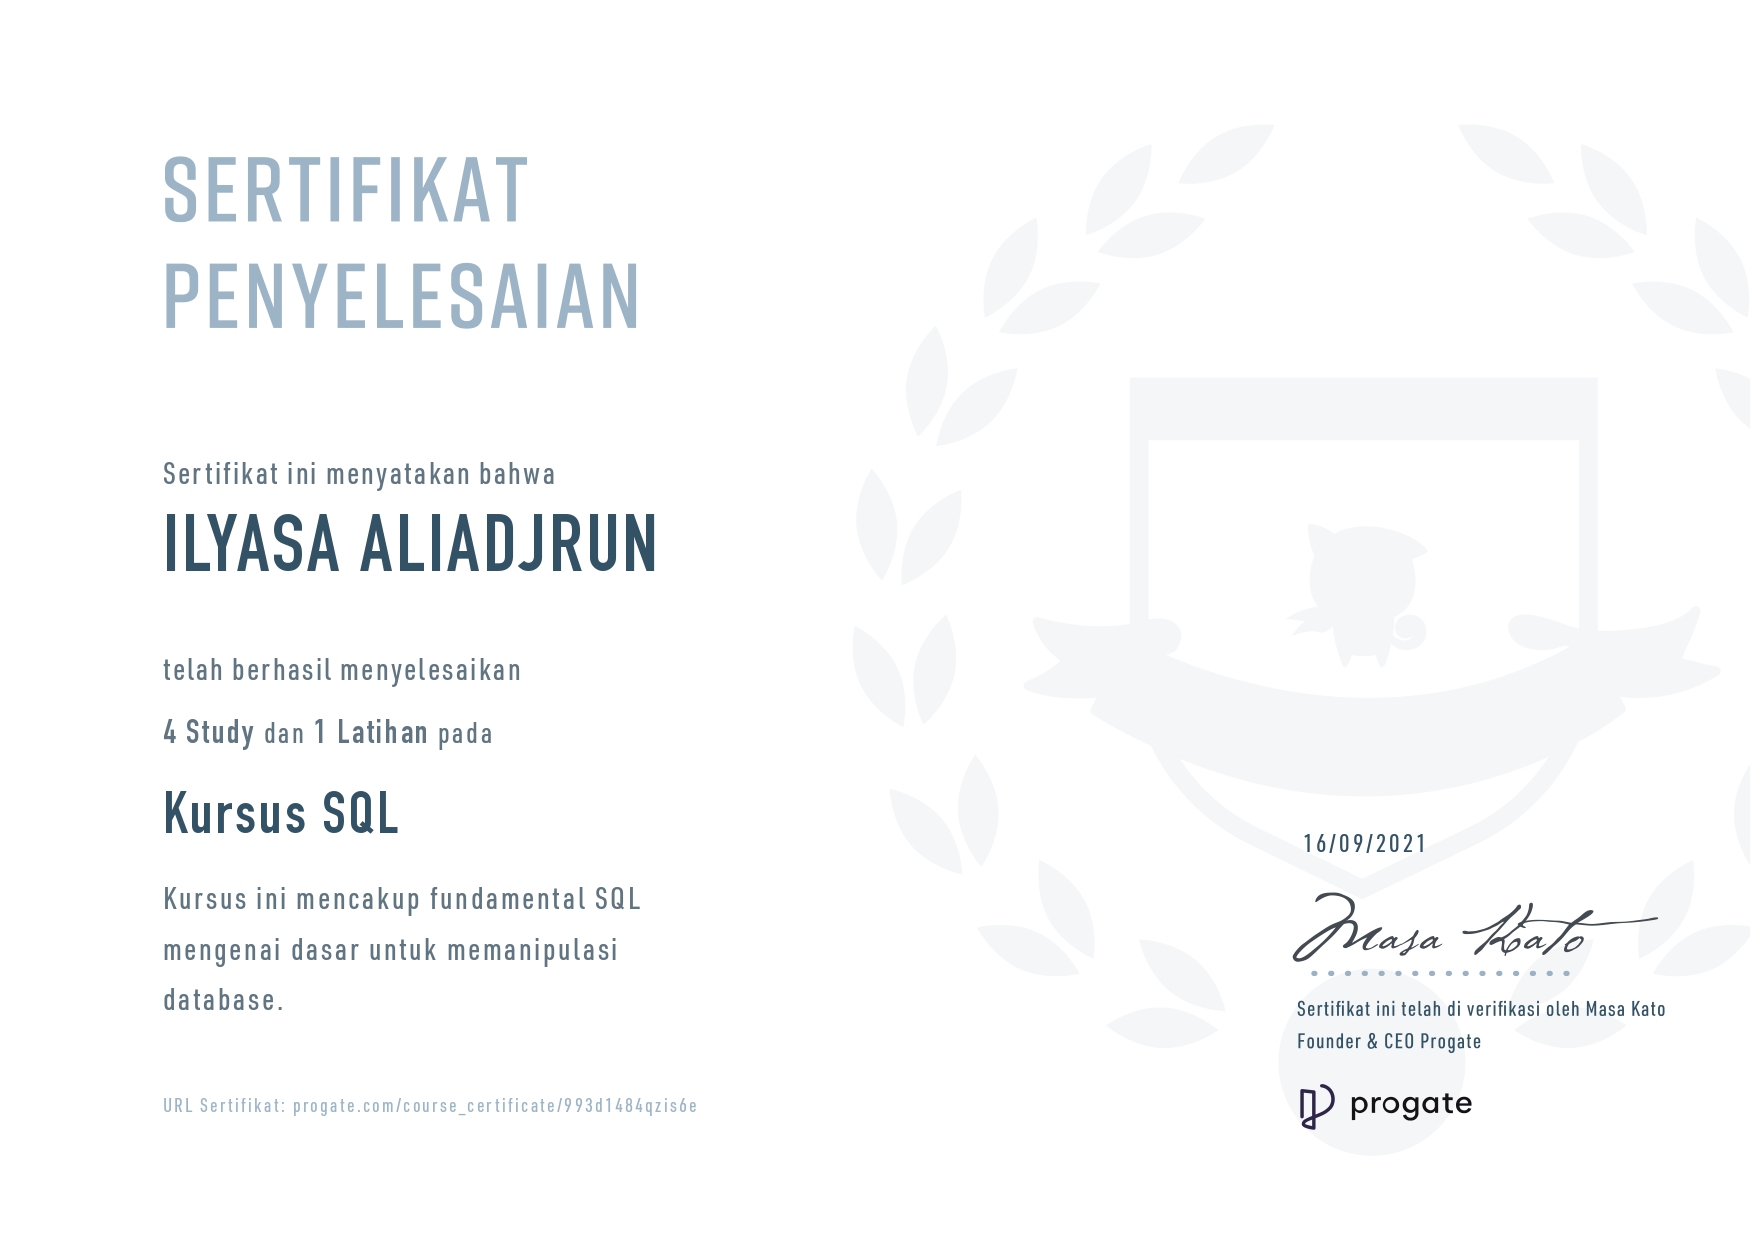 SERTIFIKAT
PENYELESAIAN
Sertifikat ini menyatakan bahwa
ILYASA ALIADJRUN
telah berhasil menyelesaikan
4 Study dan 1 Latihan pada
Kursus SQL
Kursus ini mencakup fundamental SQL
mengenai dasar untuk memanipulasi
database.
URL Sertifikat: progate.com/course_certificate/993d1484qzis6e
16/09/2021
Masa Kato
Sertifikat ini telah di verifikasi oleh Masa Kato
Founder & CEO Progate
progate